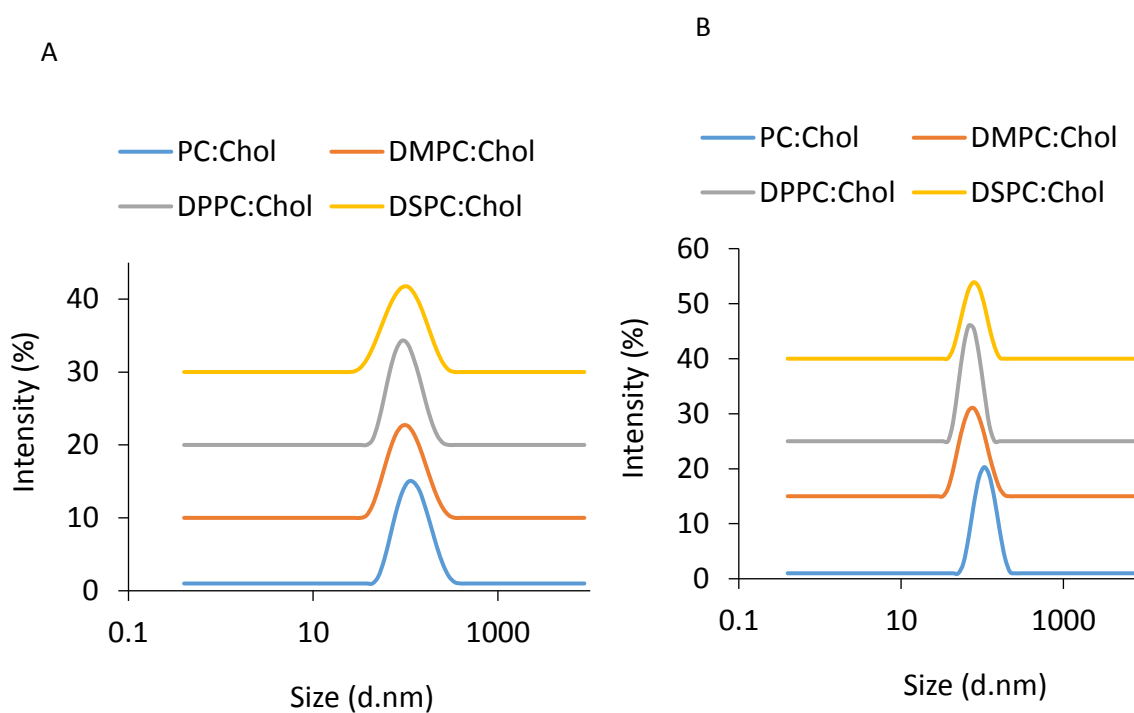 A
PC:Chol DMPC:Chol
DPPC:Chol DSPC:Chol
Intensity (%)
40
30
20
10
0
0.1 10 1000
Size (d.nm)
B
PC:Chol DMPC:Chol
DPPC:Chol DSPC:Chol
Intensity (%)
60
50
40
30
20
10
0
0.1 10 1000
Size (d.nm)